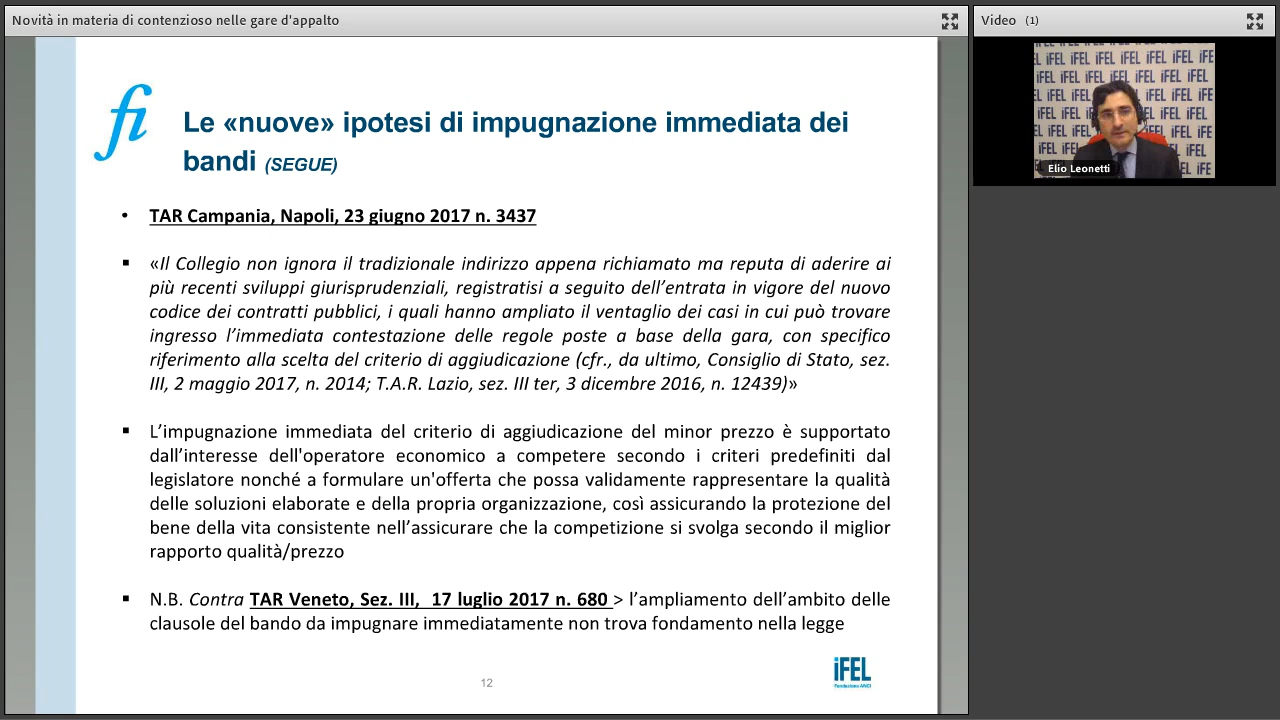 Novità in materia di contenzioso nelle gare d'appalto
Video (1)
fi
Le «nuove» ipotesi di impugnazione immediata dei
bandi (SEGUE)
• TAR Campania, Napoli, 23 giugno 2017 n. 3437
▪ «Il Collegio non ignora il tradizionale indirizzo appena richiamato ma reputa di aderire ai
più recenti sviluppi giurisprudenziali, registratisi a seguito dell'entrata in vigore del nuovo
codice dei contratti pubblici, i quali hanno ampliato il ventaglio dei casi in cui può trovare
ingresso l'immediata contestazione delle regole poste a base della gara, con specifico
riferimento alla scelta del criterio di aggiudicazione (cfr., da ultimo, Consiglio di Stato, sez.
III, 2 maggio 2017, n. 2014; T.A.R. Lazio, sez. III ter, 3 dicembre 2016, n. 12439)»
▪ L'impugnazione immediata del criterio di aggiudicazione del minor prezzo è supportato
dall'interesse dell'operatore economico a competere secondo i criteri predefiniti dal
legislatore nonché a formulare un'offerta che possa validamente rappresentare la qualità
delle soluzioni elaborate e della propria organizzazione, così assicurando la protezione del
bene della vita consistente nell'assicurare che la competizione si svolga secondo il miglior
rapporto qualità/prezzo
▪ N.B. Contra TAR Veneto, Sez. III, 17 luglio 2017 n. 680 > l'ampliamento dell'ambito delle
clausole del bando da impugnare immediatamente non trova fondamento nella legge
12
iFEL
Fondazione ANCI
iFEL iFEL iFEL iFEL
Elio Leonetti